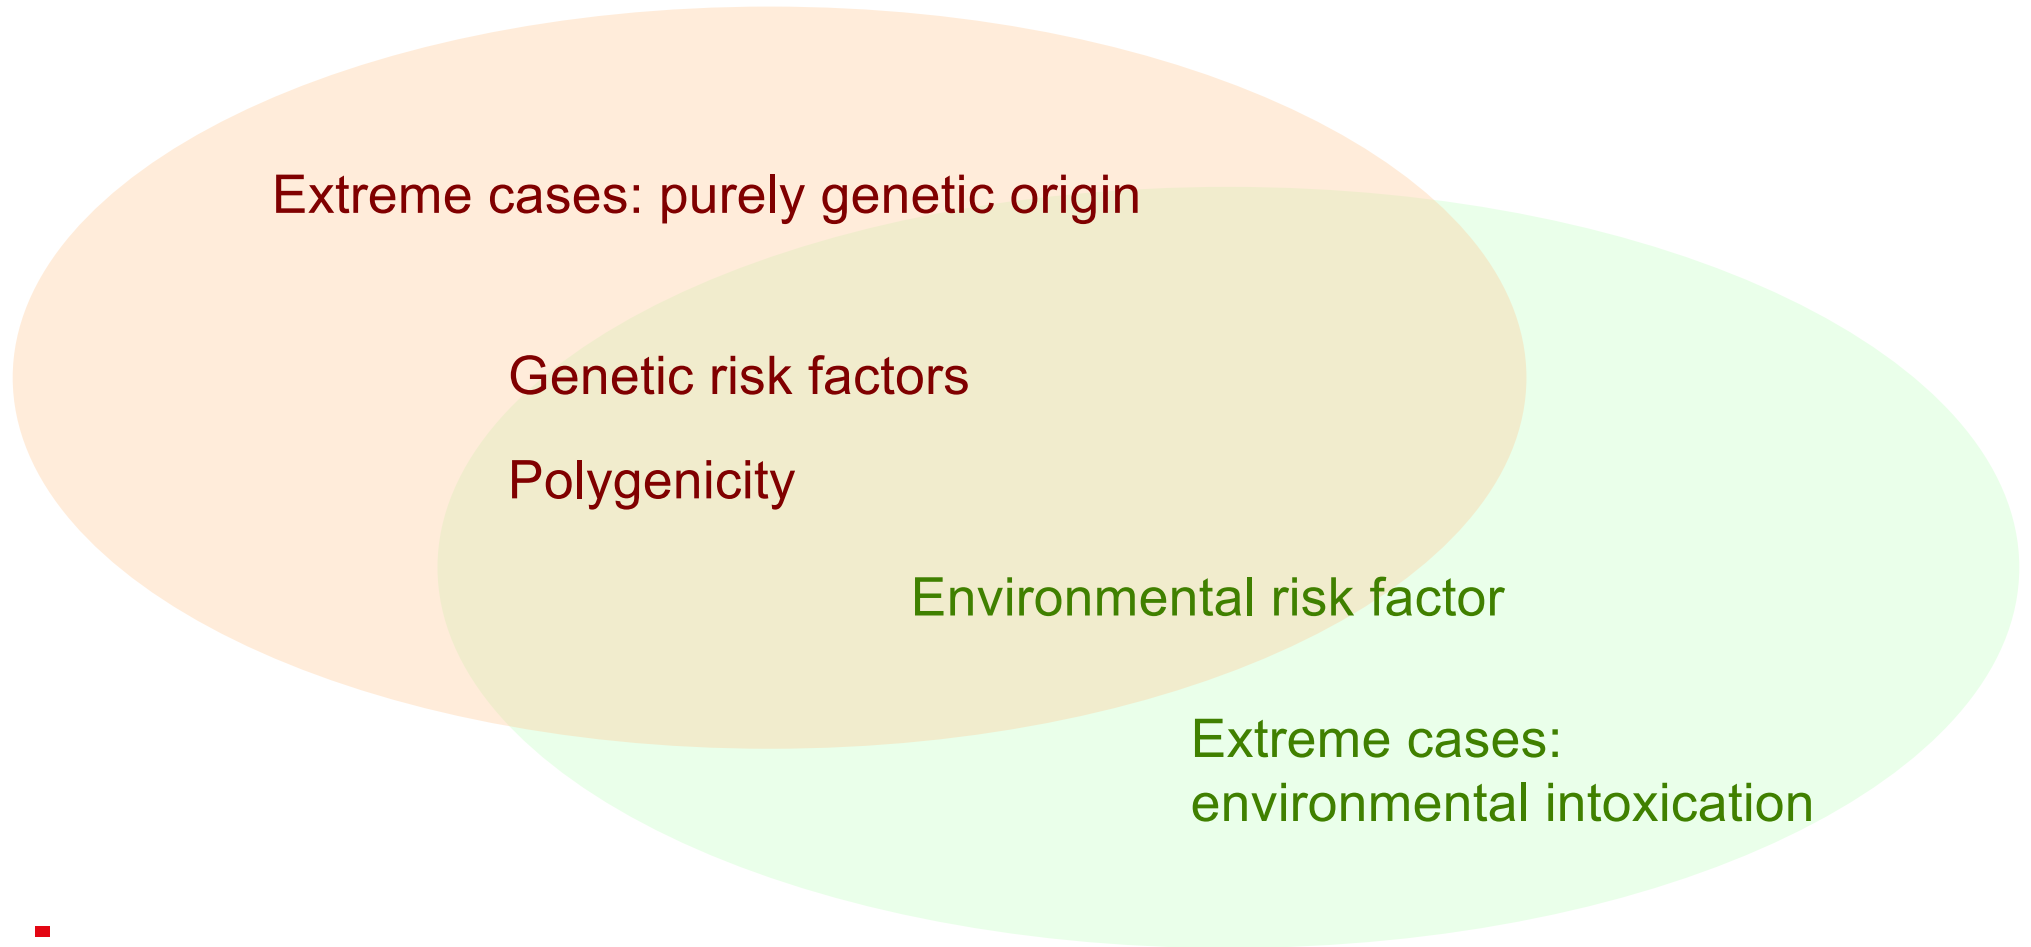 Extreme cases: purely genetic origin
Genetic risk factors
Polygenicity
Environmental risk factor
Extreme cases:
environmental intoxication